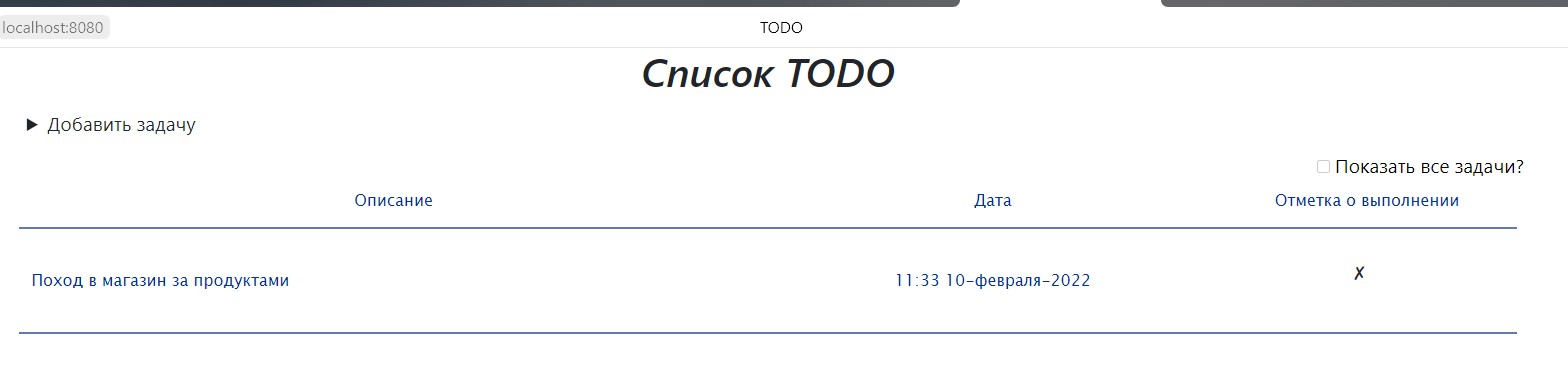 localhost:8080
TODO
Список TODO
▶ Добавить задачу
Показать все задачи?
Описание Дата Отметка о выполнении
Поход в магазин за продуктами 11:33 10-февраля-2022 ✗